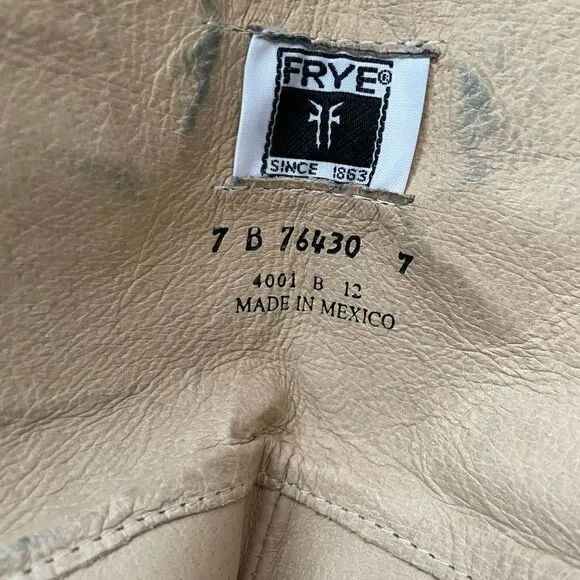 FRYE®
SINCE 1863
7 B 76430 7
4001 B 12
MADE IN MEXICO